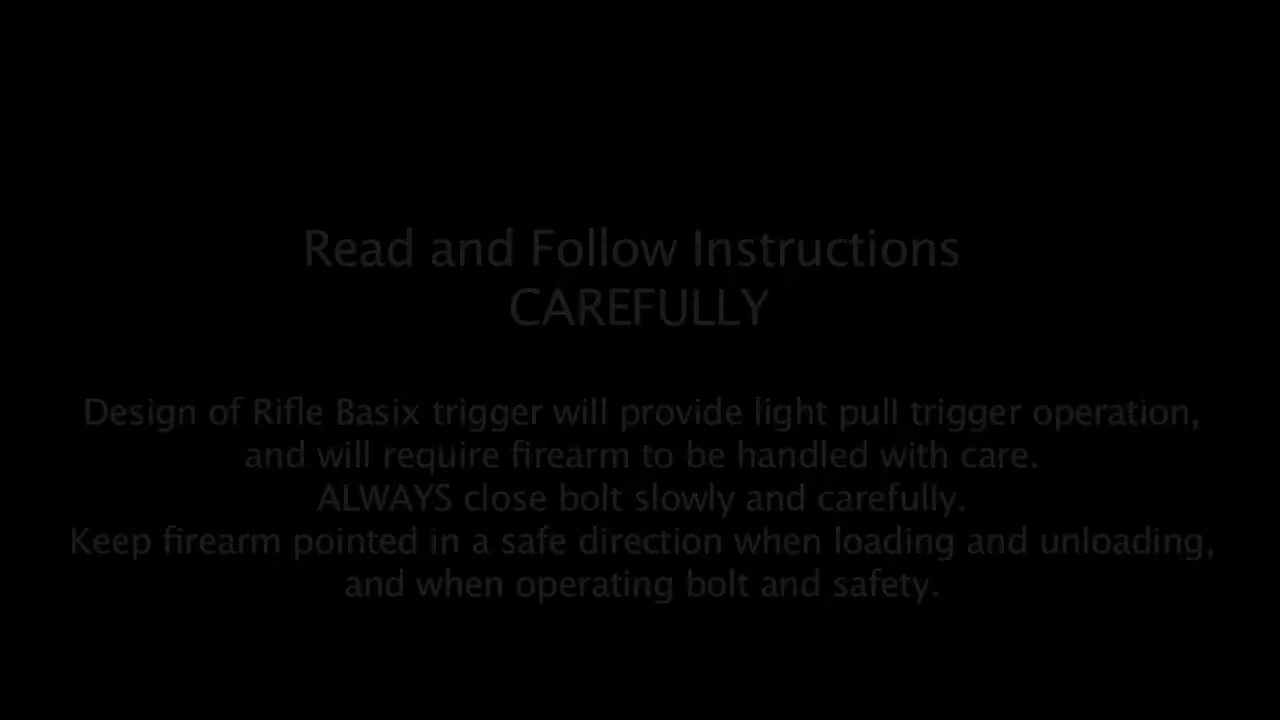 Read and Follow Instructions
CAREFULLY
Design of Rifle Basix trigger will provide light pull trigger operation,
and will require firearm to be handled with care.
ALWAYS close bolt slowly and carefully.
Keep firearm pointed in a safe direction when loading and unloading,
and when operating bolt and safety.